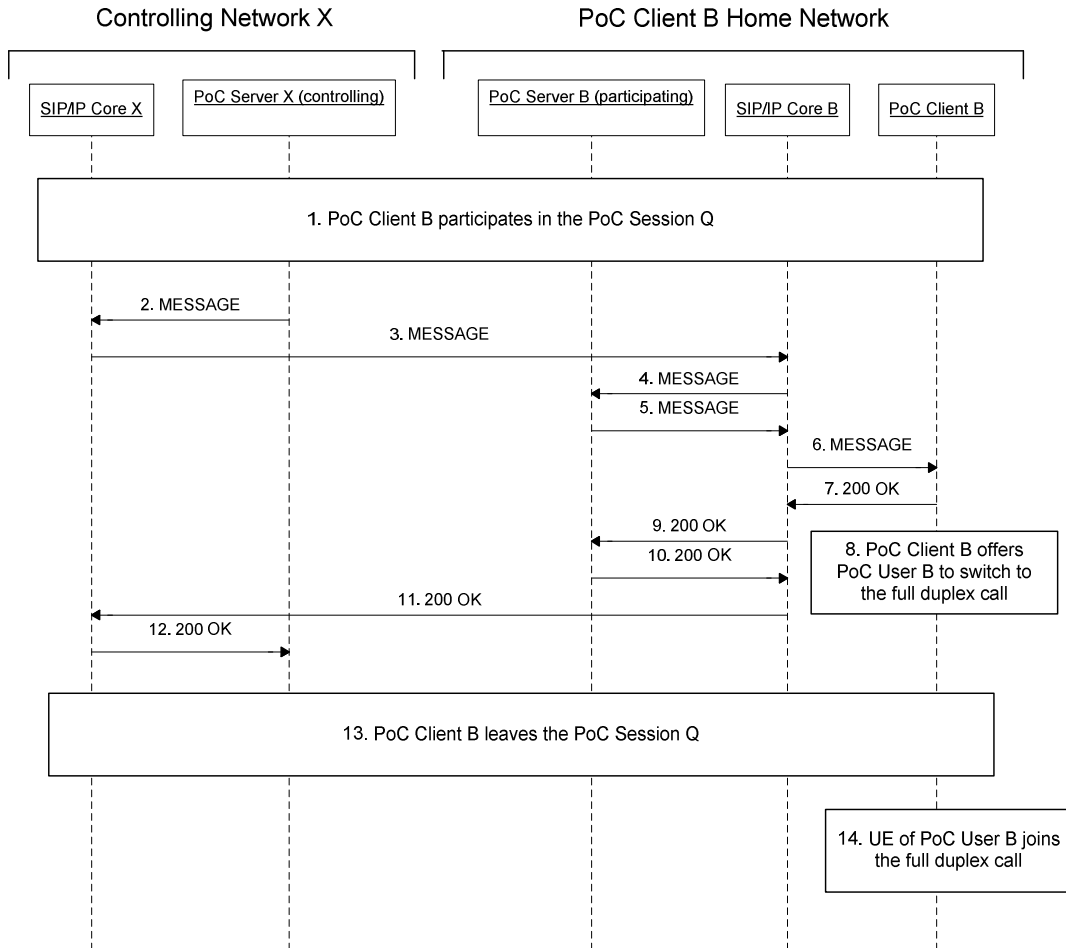 Controlling Network X
PoC Client B Home Network
SIP/IP Core X
PoC Server X (controlling)
PoC Server B (participating)
SIP/IP Core B
PoC Client B
1. PoC Client B participates in the PoC Session Q
2. MESSAGE
3. MESSAGE
4. MESSAGE
5. MESSAGE
6. MESSAGE
7. 200 OK
9. 200 OK
8. PoC Client B offers
PoC User B to switch to
the full duplex call
10. 200 OK
11. 200 OK
12. 200 OK
13. PoC Client B leaves the PoC Session Q
14. UE of PoC User B joins
the full duplex call